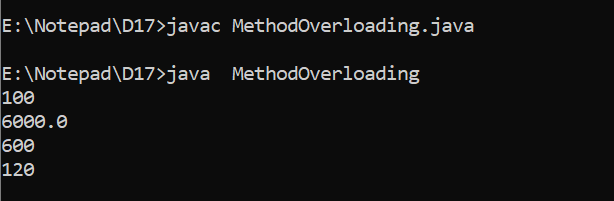 E:\Notepad\D17>javac MethodOverloading.java
E:\Notepad\D17>java  MethodOverloading
100
6000.0
600
120